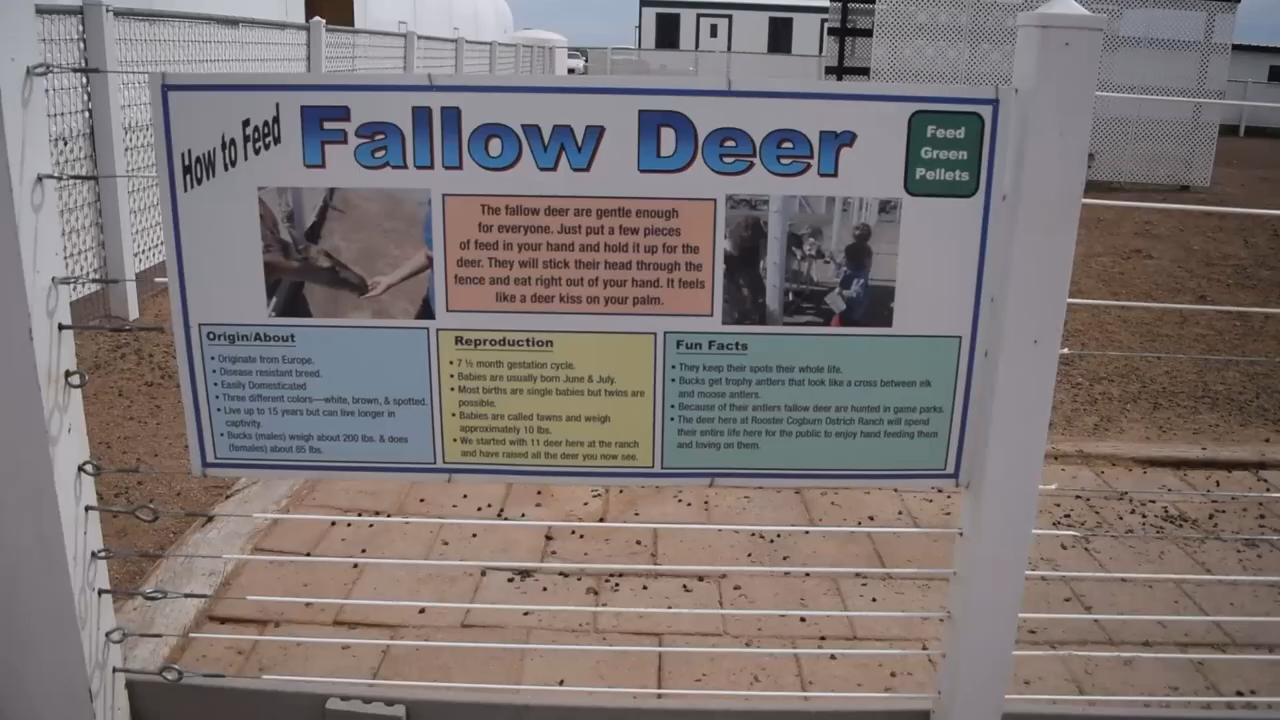 How to Feed
Fallow Deer
Feed
Green
Pellets
The fallow deer are gentle enough
for everyone. Just put a few pieces
of feed in your hand and hold it up for the
deer. They will stick their head through the
fence and eat right out of your hand. It feels
like a deer kiss on your palm.
Origin/About
• Originate from Europe.
• Disease resistant breed.
• Easily Domesticated
• Three different colors—white, brown, & spotted.
• Live up to 15 years but can live longer in
captivity.
• Bucks (males) weigh about 200 lbs. & does
(females) about 85 lbs.
Reproduction
• 7 ½ month gestation cycle.
• Babies are usually born June & July.
• Most births are single babies but twins are
possible.
• Babies are called fawns and weigh
approximately 10 lbs.
• We started with 11 deer here at the ranch
and have raised all the deer you now see.
Fun Facts
• They keep their spots their whole life.
• Bucks get trophy antlers that look like a cross between elk
and moose antlers.
• Because of their antlers fallow deer are hunted in game parks.
• The deer here at Rooster Cogburn Ostrich Ranch will spend
their entire life here for the public to enjoy hand feeding them
and loving on them.